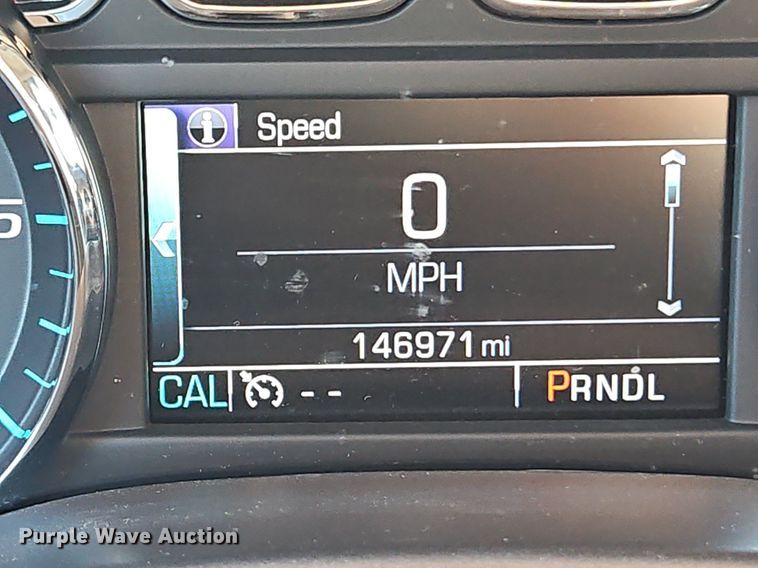 i Speed
0
MPH
146971 mi
CAL -- PRNDL
Purple Wave Auction